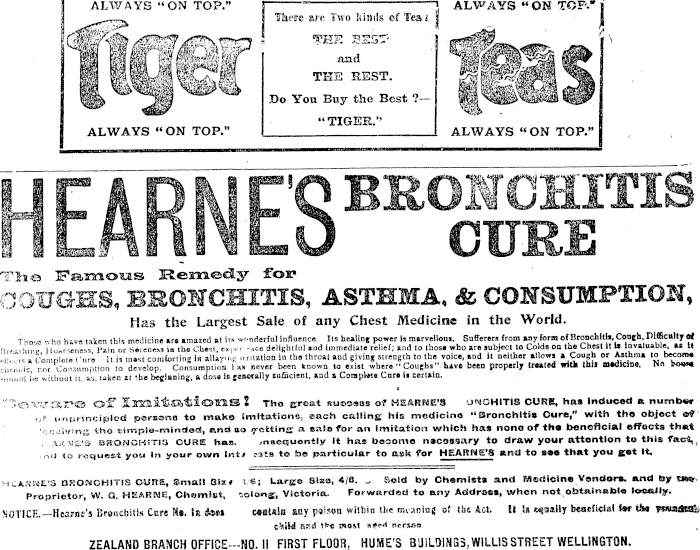 ALWAYS "ON TOP."
Tiger
ALWAYS "ON TOP."
There are Two kinds of Tea:
THE BEST
and
THE REST.
Do You Buy the Best ?—
"TIGER."
ALWAYS "ON TOP."
Teas
ALWAYS "ON TOP."
HEARNE'S BRONCHITIS
CURE
The Famous Remedy for
COUGHS, BRONCHITIS, ASTHMA, & CONSUMPTION,
Has the Largest Sale of any Chest Medicine in the World.
Those who have taken this medicine are amazed at its wonderful influence. Its healing power is marvellous. Sufferers from any form of Bronchitis, Cough, Difficulty of
Breathing, Hoarseness, Pain or Soreness in the Chest, experience delightful and immediate relief; and to those who are subject to Colds on the Chest it is invaluable, as it
effects a Complete Cure. It is most comforting in allaying irritation in the throat and giving strength to the voice, and it neither allows a Cough or Asthma to become
chronic, nor Consumption to develop. Consumption has never been known to exist where "Coughs" have been properly treated with this medicine. No house
should be without it, as, taken at the beginning, a dose is generally sufficient, and a Complete Cure is certain.
Beware of Imitations! The great success of HEARNE'S ONCHITIS CURE, has induced a number
of unprincipled persons to make imitations, each calling his medicine "Bronchitis Cure," with the object of
deceiving the simple-minded, and so getting a sale for an imitation which has none of the beneficial effects that
HEARNE'S BRONCHITIS CURE has. onsequently it has become necessary to draw your attention to this fact,
and to request you in your own interests to be particular to ask for HEARNE'S and to see that you get it.
HEARNE'S BRONCHITIS CURE, Small Size Large Size, 4/6. Sold by Chemists and Medicine Vendors, and by the
Proprietor, W. G. HEARNE, Chemist, eelong, Victoria. Forwarded to any Address, when not obtainable locally.
NOTICE.—Hearne's Bronchitis Cure No. 1a does contain any poison within the meaning of the Act. It is equally beneficial for the youngest
child and the most aged person.
ZEALAND BRANCH OFFICE---NO. 11 FIRST FLOOR, HUME'S BUILDINGS, WILLIS STREET WELLINGTON.